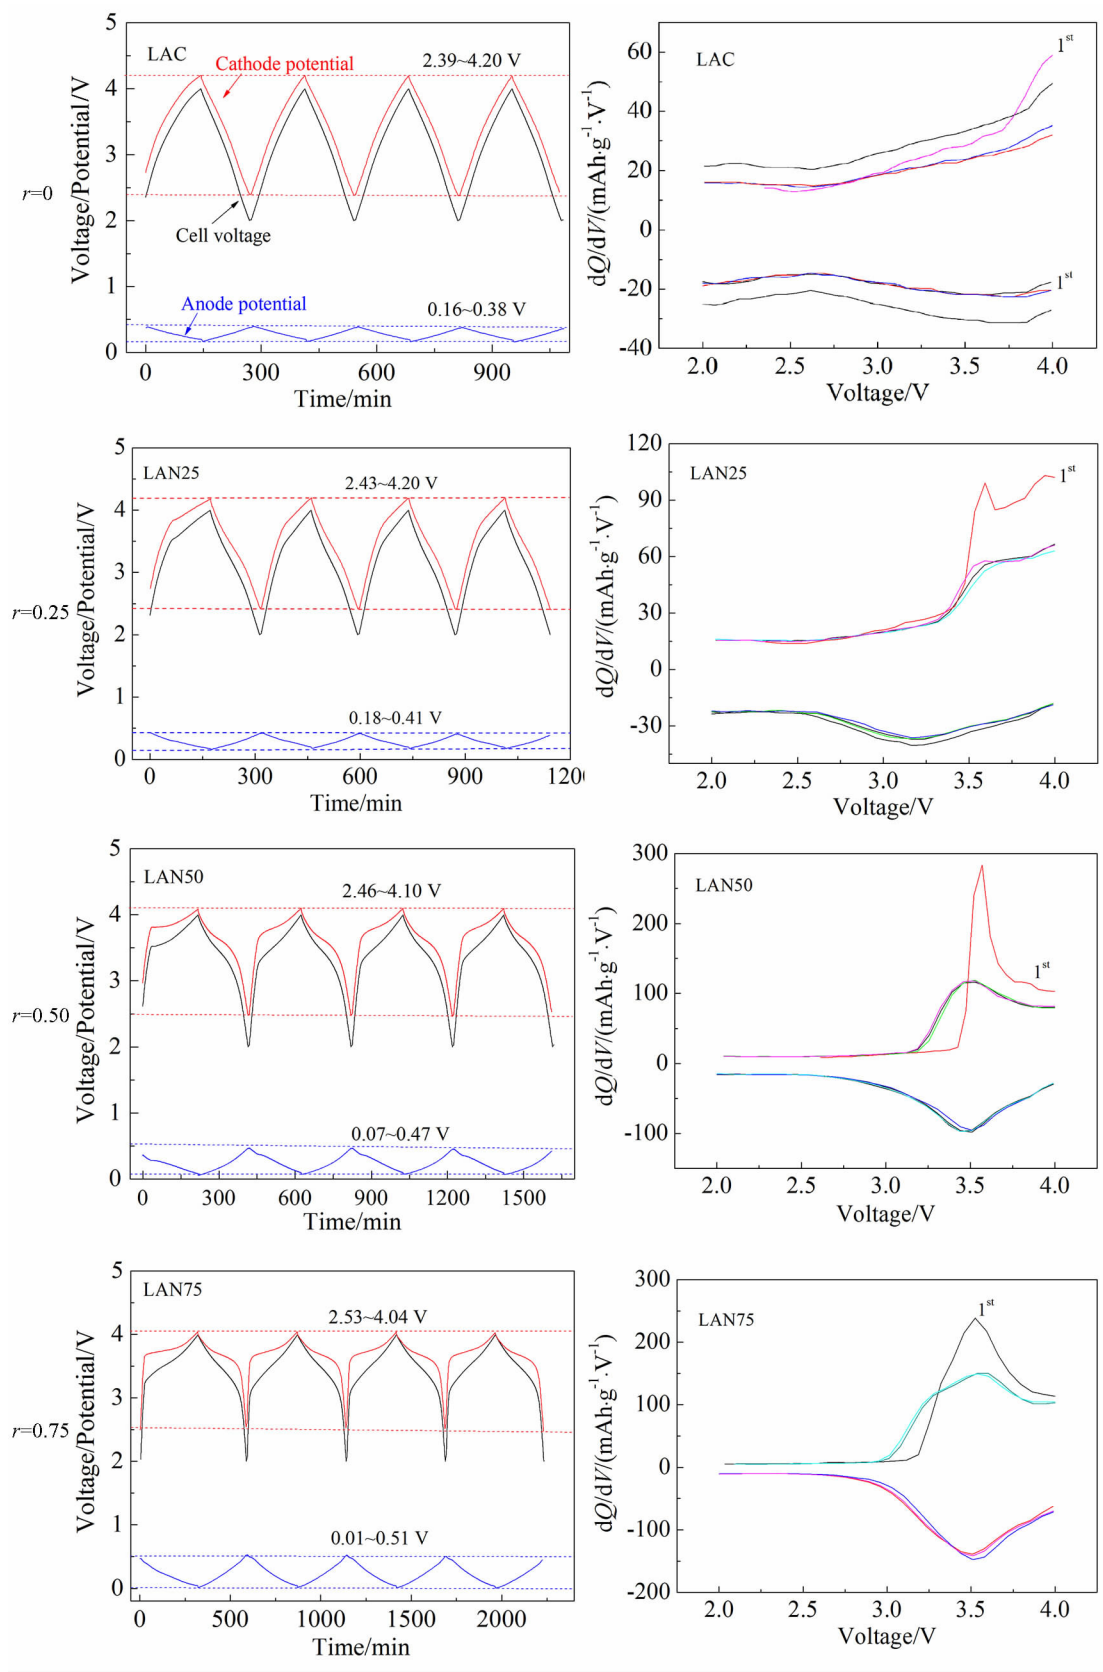 r=0
Voltage/Potential/V
5
4
3
2
1
0
LAC
Cathode potential
2.39~4.20 V
Cell voltage
Anode potential
0.16~0.38 V
0 300 600 900
Time/min
dQ/dV/(mAh·g⁻¹·V⁻¹)
60
40
20
0
-20
-40
LAC
1st
1st
2.0 2.5 3.0 3.5 4.0
Voltage/V
r=0.25
Voltage/Potential/V
5
4
3
2
1
0
LAN25
2.43~4.20 V
0.18~0.41 V
0 300 600 900 120
Time/min
dQ/dV/(mAh·g⁻¹·V⁻¹)
120
90
60
30
0
-30
LAN25
1st
2.0 2.5 3.0 3.5 4.0
Voltage/V
r=0.50
Voltage/Potential/V
5
4
3
2
1
0
LAN50
2.46~4.10 V
0.07~0.47 V
0 300 600 900 1200 1500
Time/min
dQ/dV/(mAh·g⁻¹·V⁻¹)
300
200
100
0
-100
LAN50
1st
2.0 2.5 3.0 3.5 4.0
Voltage/V
r=0.75
Voltage/Potential/V
5
4
3
2
1
0
LAN75
2.53~4.04 V
0.01~0.51 V
0 500 1000 1500 2000
Time/min
dQ/dV/(mAh·g⁻¹·V⁻¹)
300
200
100
0
-100
-200
LAN75
1st
2.0 2.5 3.0 3.5 4.0
Voltage/V